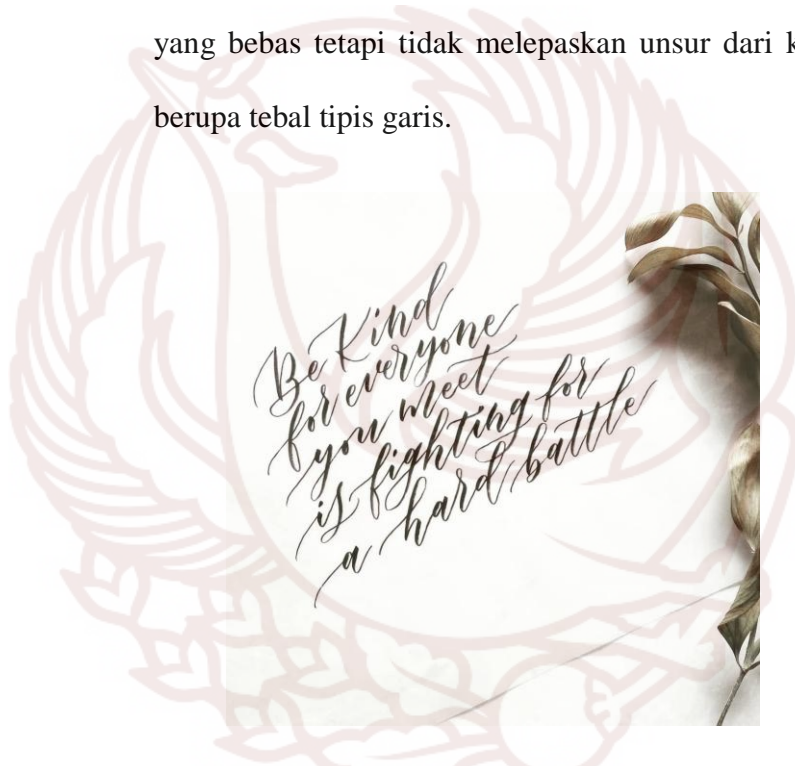 yang bebas tetapi tidak melepaskan unsur dari
berupa tebal tipis garis.
Be Kind
for everyone
you meet
is fighting for
a hard battle